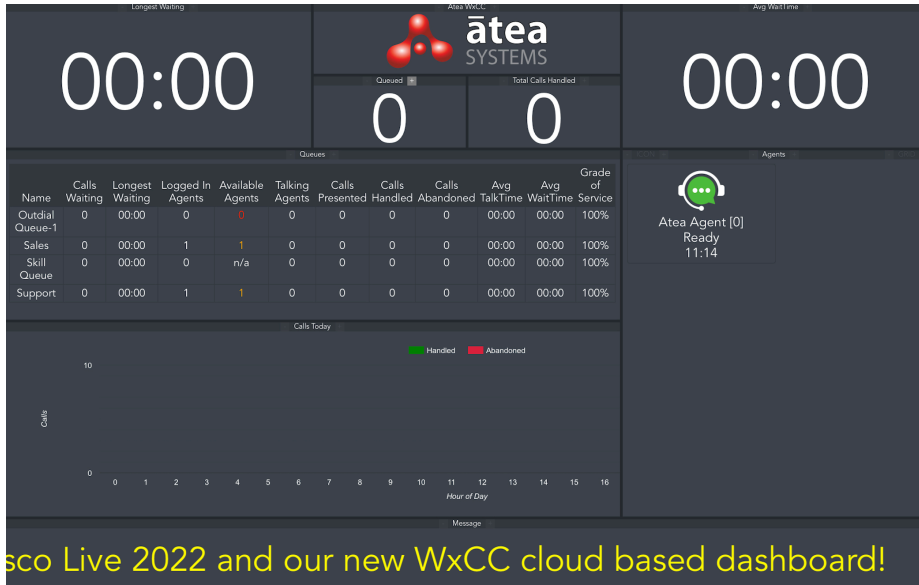 Longest Waiting
00:00
Atea WxCC
ātea
SYSTEMS
Queued +
0
Total Calls Handled
0
Avg WaitTime
00:00
Queues
Name Calls Waiting Longest Waiting Logged In Agents Available Agents Talking Agents Calls Presented Calls Handled Calls Abandoned Avg TalkTime Avg WaitTime Grade of Service
Outdial Queue-1 0 00:00 0 0 0 0 0 0 00:00 00:00 100%
Sales 0 00:00 1 1 0 0 0 0 00:00 00:00 100%
Skill Queue 0 00:00 0 n/a 0 0 0 0 00:00 00:00 100%
Support 0 00:00 1 1 0 0 0 0 00:00 00:00 100%
Agents
Atea Agent [0]
Ready
11:14
Calls Today
Handled Abandoned
10
Calls
0
0 1 2 3 4 5 6 7 8 9 10 11 12 13 14 15 16
Hour of Day
Message
sco Live 2022 and our new WxCC cloud based dashboard!